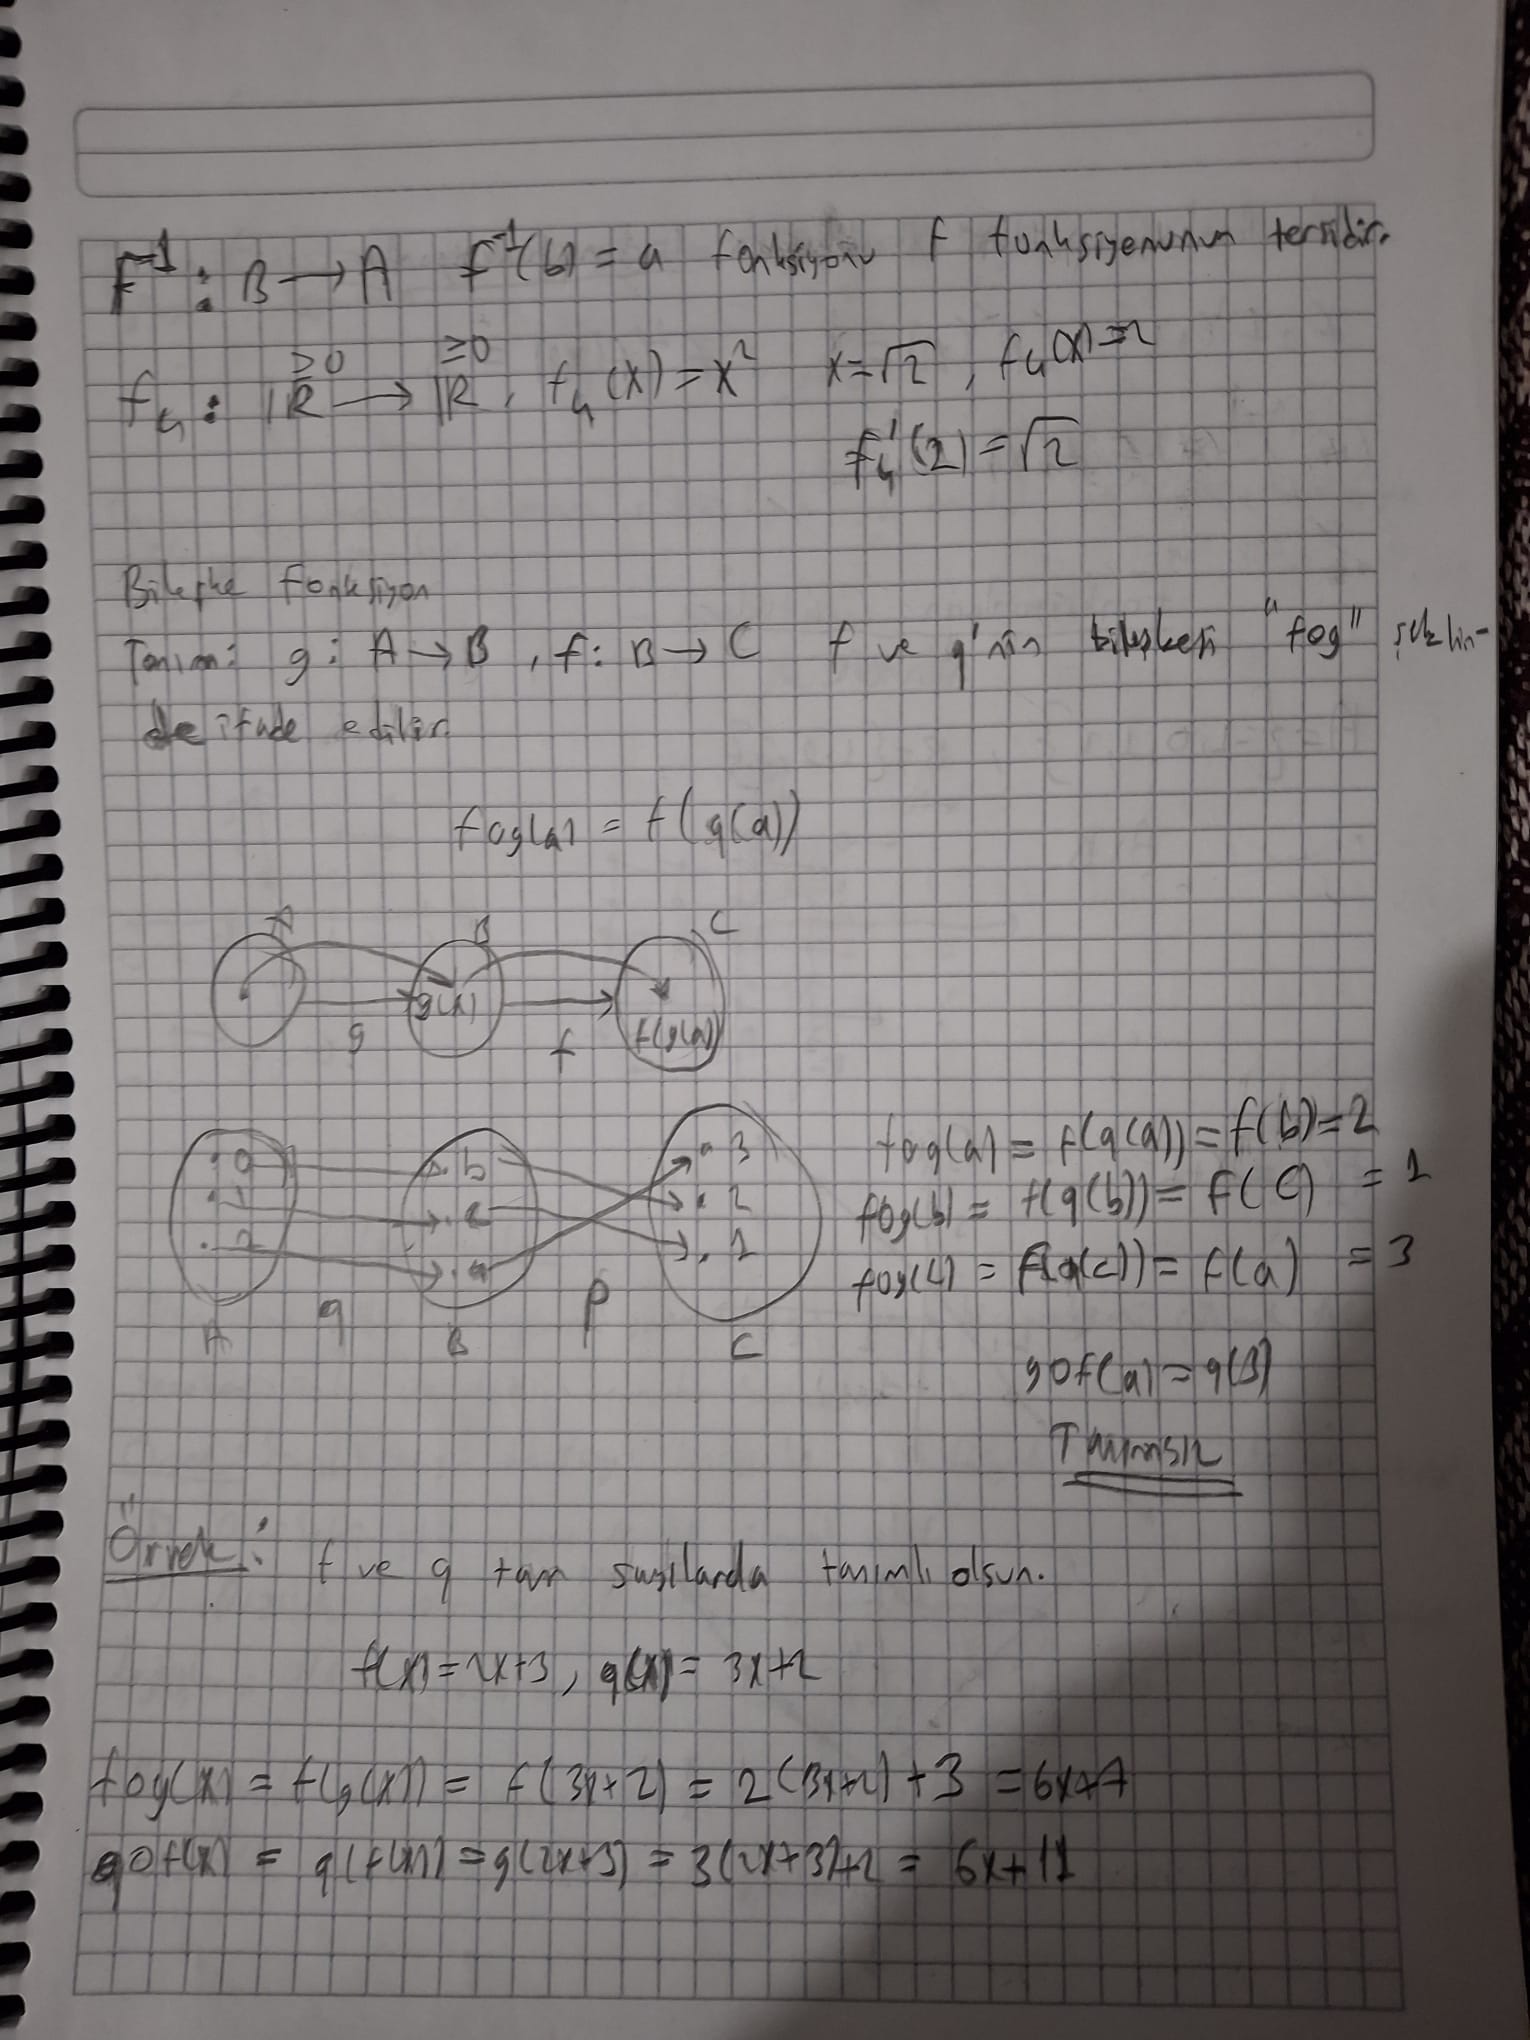 F⁻¹ : B → A   f⁻¹(b) = a fonksiyonu f funksiyonunun tersidir.
f₄ : ℝ≥0 → ℝ≥0, f₄(x) = x²   x = √2, f₄(x) = 2
f₄⁻¹(2) = √2
Bileşke Fonksiyon
Tanım: g : A → B, f : B → C   f ve g'nin bileşkesi "fog" şeklin-
de ifade edilir.
fog(a) = f(g(a))
A B C
g(x)
g f f(g(a))
b 3
2
c 1
a
g
A B C
fog(a) = f(g(a)) = f(b) = 2
fog(b) = f(g(b)) = f(c) = 1
fog(c) = f(g(c)) = f(a) = 3
gof(a) = g(3)
Tanımsız
Örnek: f ve g tam sayılarda tanımlı olsun.
f(x) = 2x+3, g(x) = 3x+2
fog(x) = f(g(x)) = f(3x+2) = 2(3x+2)+3 = 6x+7
gof(x) = g(f(x)) = g(2x+3) = 3(2x+3)+2 = 6x+11